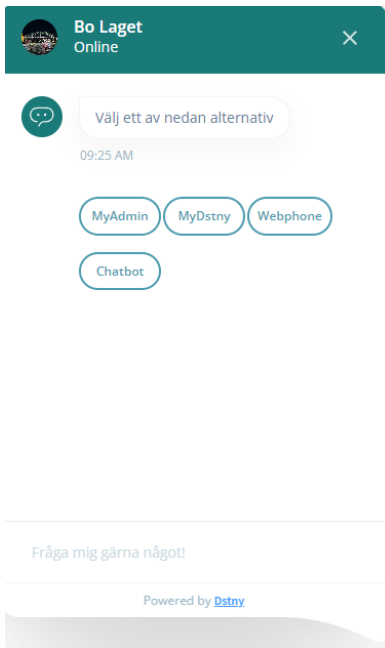 Bo Laget
Online
Välj ett av nedan alternativ
09:25 AM
MyAdmin MyDstny Webphone
Chatbot
Fråga mig gärna något!
Powered by Dstny